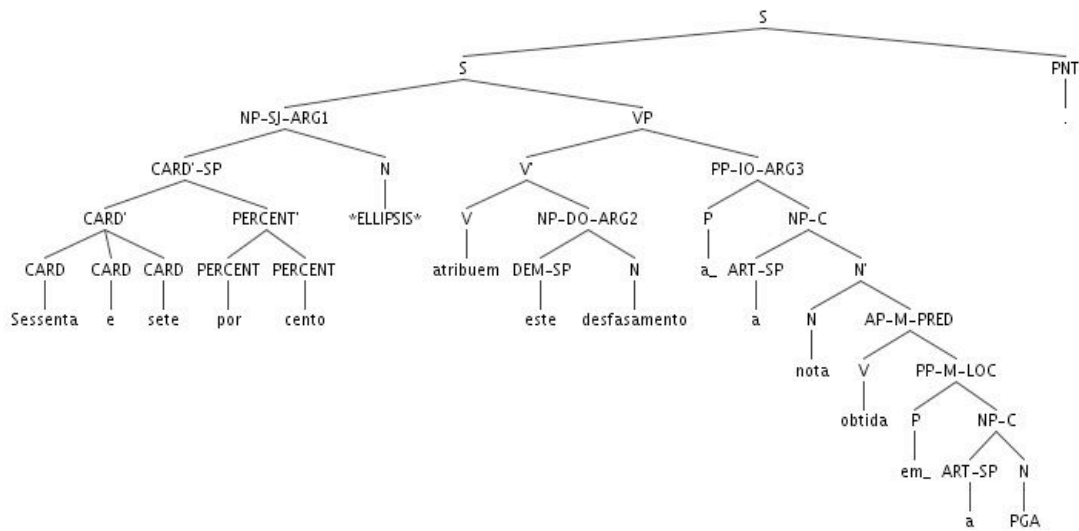 S
S PNT
NP-SJ-ARG1 VP .
CARD'-SP N V' PP-IO-ARG3
CARD' PERCENT' *ELLIPSIS* V NP-DO-ARG2 P NP-C
CARD CARD CARD PERCENT PERCENT atribuem DEM-SP N a_ ART-SP N'
Sessenta e sete por cento este desfasamento a N AP-M-PRED
nota V PP-M-LOC
obtida P NP-C
em_ ART-SP N
a PGA